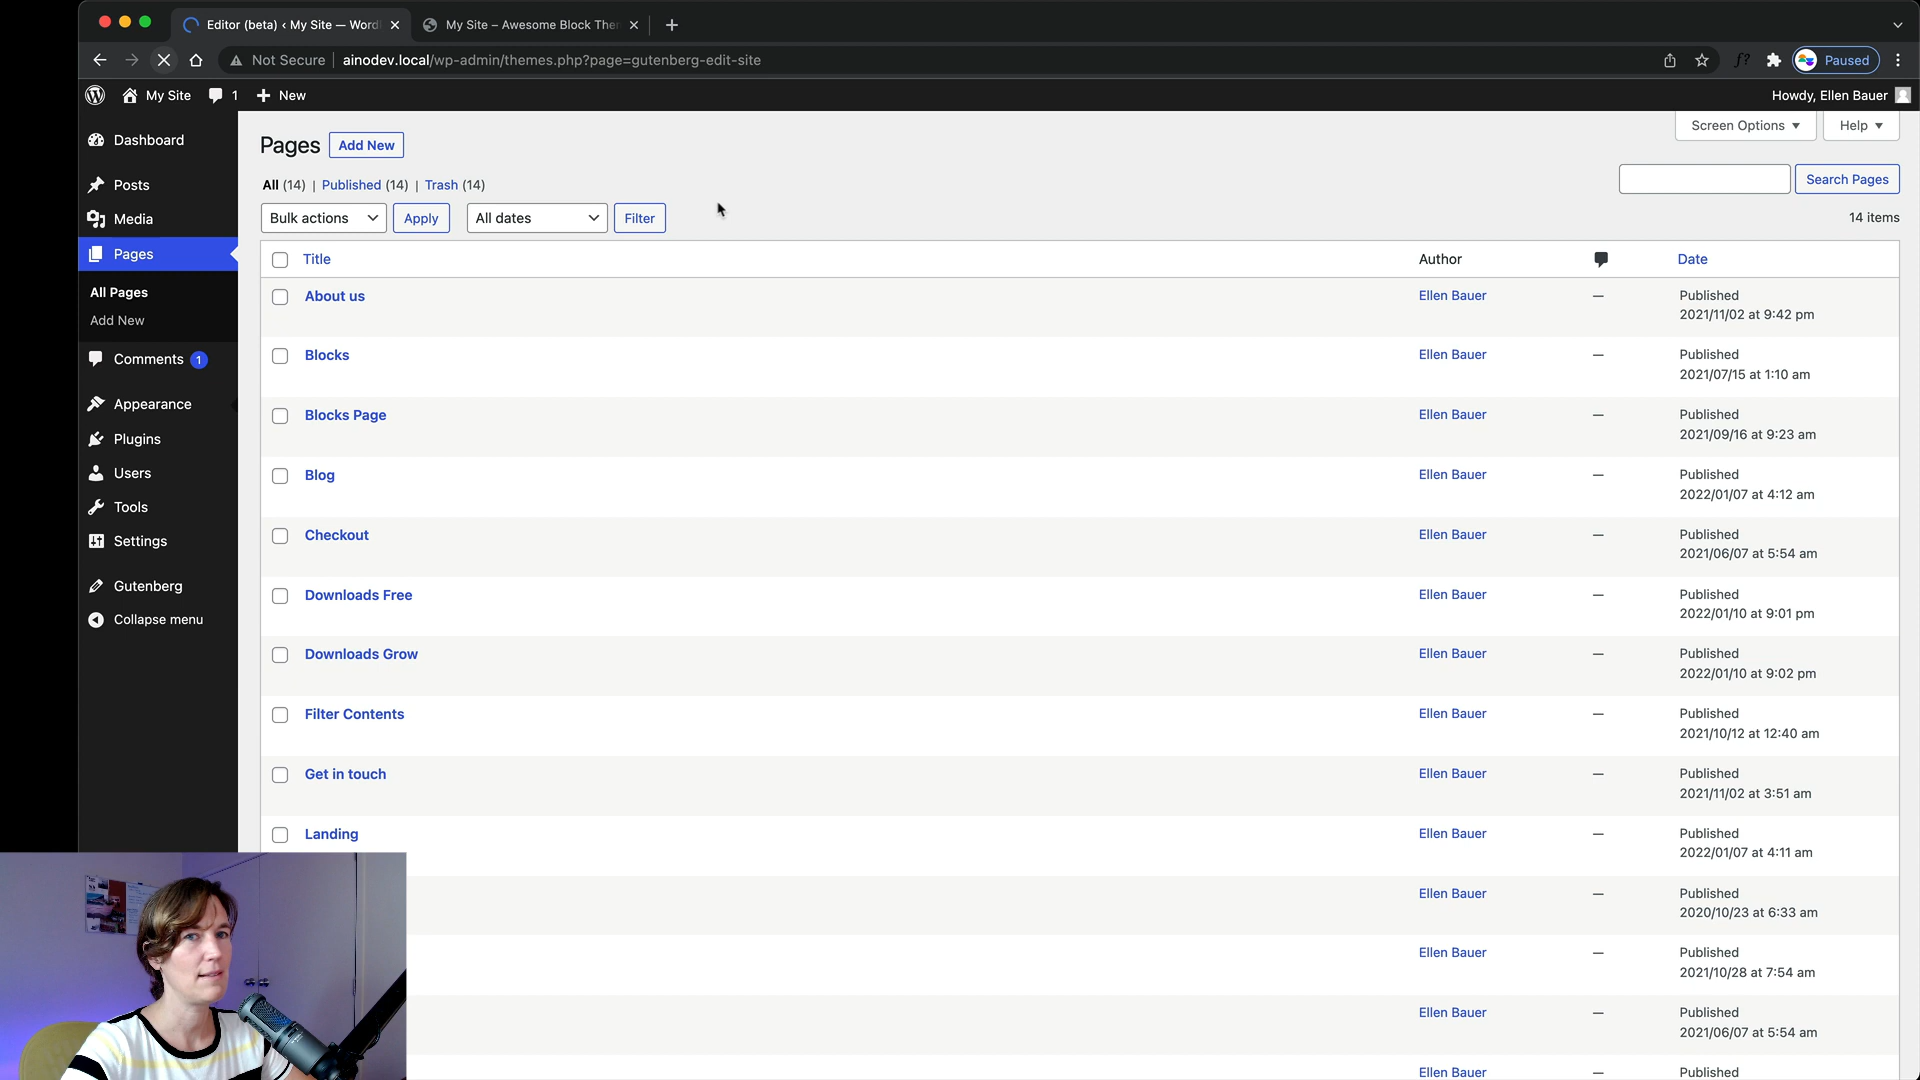 Editor (beta) ‹ My Site — Word
My Site – Awesome Block Them
Not Secure
ainodev.local/wp-admin/themes.php?page=gutenberg-edit-site
f?
Paused
My Site
1
New
Howdy, Ellen Bauer
Dashboard
Posts
Media
Pages
All Pages
Add New
Comments 1
Appearance
Plugins
Users
Tools
Settings
Gutenberg
Collapse menu
Pages
Add New
Screen Options
Help
All (14) | Published (14) | Trash (14)
Search Pages
Bulk actions
Apply
All dates
Filter
14 items
Title Author Date
About us Ellen Bauer — Published
2021/11/02 at 9:42 pm
Blocks Ellen Bauer — Published
2021/07/15 at 1:10 am
Blocks Page Ellen Bauer — Published
2021/09/16 at 9:23 am
Blog Ellen Bauer — Published
2022/01/07 at 4:12 am
Checkout Ellen Bauer — Published
2021/06/07 at 5:54 am
Downloads Free Ellen Bauer — Published
2022/01/10 at 9:01 pm
Downloads Grow Ellen Bauer — Published
2022/01/10 at 9:02 pm
Filter Contents Ellen Bauer — Published
2021/10/12 at 12:40 am
Get in touch Ellen Bauer — Published
2021/11/02 at 3:51 am
Landing Ellen Bauer — Published
2022/01/07 at 4:11 am
Ellen Bauer — Published
2020/10/23 at 6:33 am
Ellen Bauer — Published
2021/10/28 at 7:54 am
Ellen Bauer — Published
2021/06/07 at 5:54 am
Ellen Bauer — Published